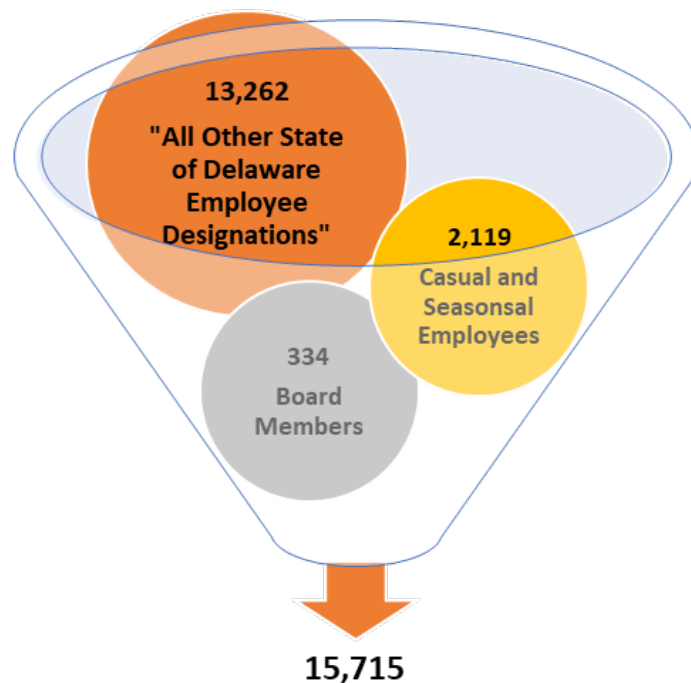 13,262
"All Other State
of Delaware
Employee
Designations"
2,119
Casual and
Seasonsal
Employees
334
Board
Members
15,715